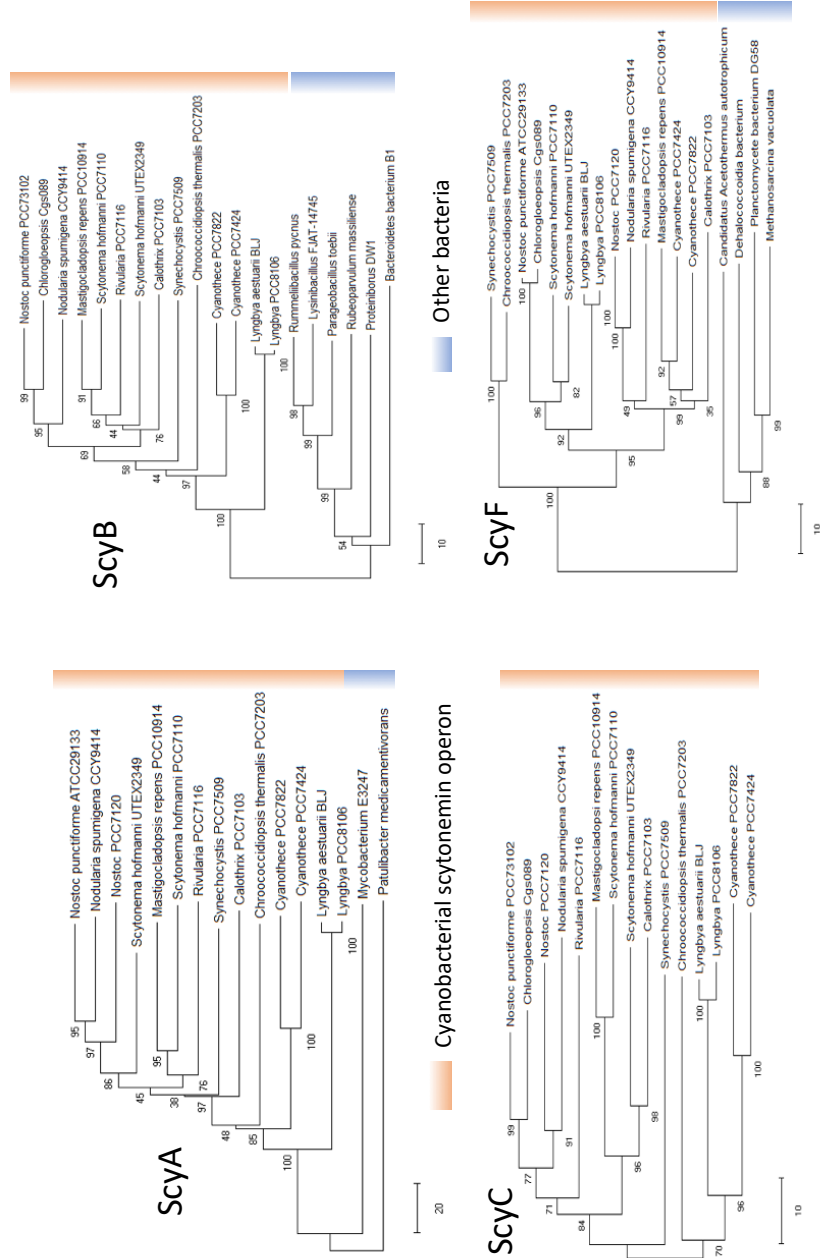 ScyA
Nostoc punctiforme ATCC29133
Nodularia spumigena CCY9414
Nostoc PCC7120
Scytonema hofmanni UTEX2349
Mastigocladopsis repens PCC10914
Scytonema hofmanni PCC7110
Rivularia PCC7116
Synechocystis PCC7509
Calothrix PCC7103
Chroococcidiopsis thermalis PCC7203
Cyanothece PCC7822
Cyanothece PCC7424
Lyngbya aestuarii BLJ
Lyngbya PCC8106
Mycobacterium E3247
Patulibacter medicamentivorans
95
97
86
45
95
38
76
97
48
85
100
100
100
20
ScyB
Nostoc punctiforme PCC73102
Chlorogloeopsis Cgs089
Nodularia spumigena CCY9414
Mastigocladopsis repens PCC10914
Scytonema hofmanni PCC7110
Rivularia PCC7116
Scytonema hofmanni UTEX2349
Calothrix PCC7103
Synechocystis PCC7509
Chroococcidiopsis thermalis PCC7203
Cyanothece PCC7822
Cyanothece PCC7424
Lyngbya aestuarii BLJ
Lyngbya PCC8106
Rummeliibacillus pycnus
Lysinibacillus FJAT-14745
Parageobacillus toebii
Rubeoparvulum massiliense
Proteiniborus DW1
Bacteroidetes bacterium B1
99
95
91
69
66
44
76
58
44
97
100
100
100
98
99
99
54
10
Cyanobacterial scytonemin operon
Other bacteria
ScyC
Nostoc punctiforme PCC73102
Chlorogloeopsis Cgs089
Nostoc PCC7120
Nodularia spumigena CCY9414
Rivularia PCC7116
Mastigocladopsi repens PCC10914
Scytonema hofmanni PCC7110
Scytonema hofmanni UTEX2349
Calothrix PCC7103
Synechocystis PCC7509
Chroococcidiopsis thermalis PCC7203
Lyngbya aestuarii BLJ
Lyngbya PCC8106
Cyanothece PCC7822
Cyanothece PCC7424
99
77
91
71
84
100
96
98
100
96
70
100
10
ScyF
Synechocystis PCC7509
Chroococcidiopsis thermalis PCC7203
Nostoc punctiforme ATCC29133
Chlorogloeopsis Cgs089
Scytonema hofmanni PCC7110
Scytonema hofmanni UTEX2349
Lyngbya aestuarii BLJ
Lyngbya PCC8106
Nostoc PCC7120
Nodularia spumigena CCY9414
Rivularia PCC7116
Mastigocladopsis repens PCC10914
Cyanothece PCC7424
Cyanothece PCC7822
Calothrix PCC7103
Candidatus Acetothermus autotrophicum
Dehalococcoidia bacterium
Planctomycete bacterium DG58
Methanosarcina vacuolata
100
100
96
82
92
100
100
100
49
95
92
57
99
35
88
99
10